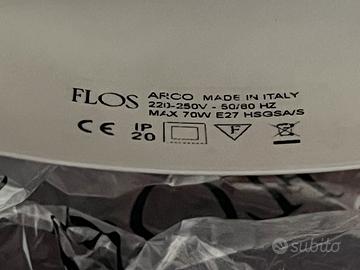 FLOS ARCO MADE IN ITALY
220-250V - 50/60 HZ
MAX 70W E27 HSGSA/S
CE IP 20 F
subito